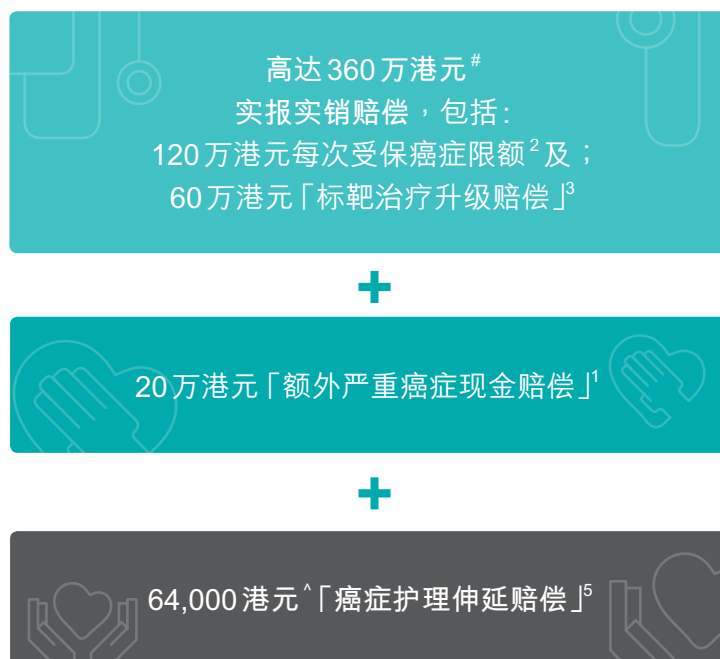 高达360万港元#
实报实销赔偿，包括：
120万港元每次受保癌症限额2及；
60万港元「标靶治疗升级赔偿」3
+
20万港元「额外严重癌症现金赔偿」1
+
64,000港元^「癌症护理伸延赔偿」5